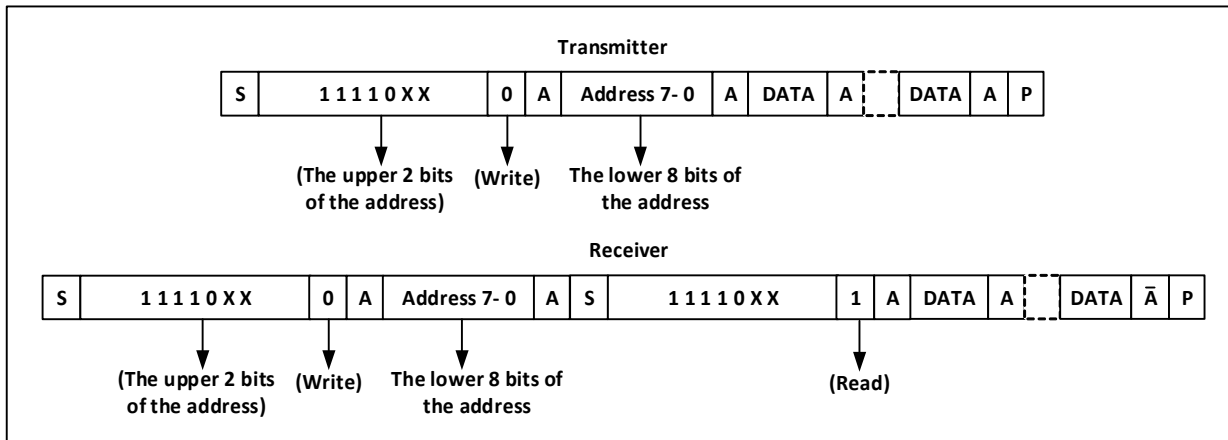 Transmitter
S 1 1 1 1 0 X X 0 A Address 7- 0 A DATA A DATA A P
(The upper 2 bits of the address) (Write) The lower 8 bits of the address
Receiver
S 1 1 1 1 0 X X 0 A Address 7- 0 A S 1 1 1 1 0 X X 1 A DATA A DATA Ā P
(The upper 2 bits of the address) (Write) The lower 8 bits of the address (Read)